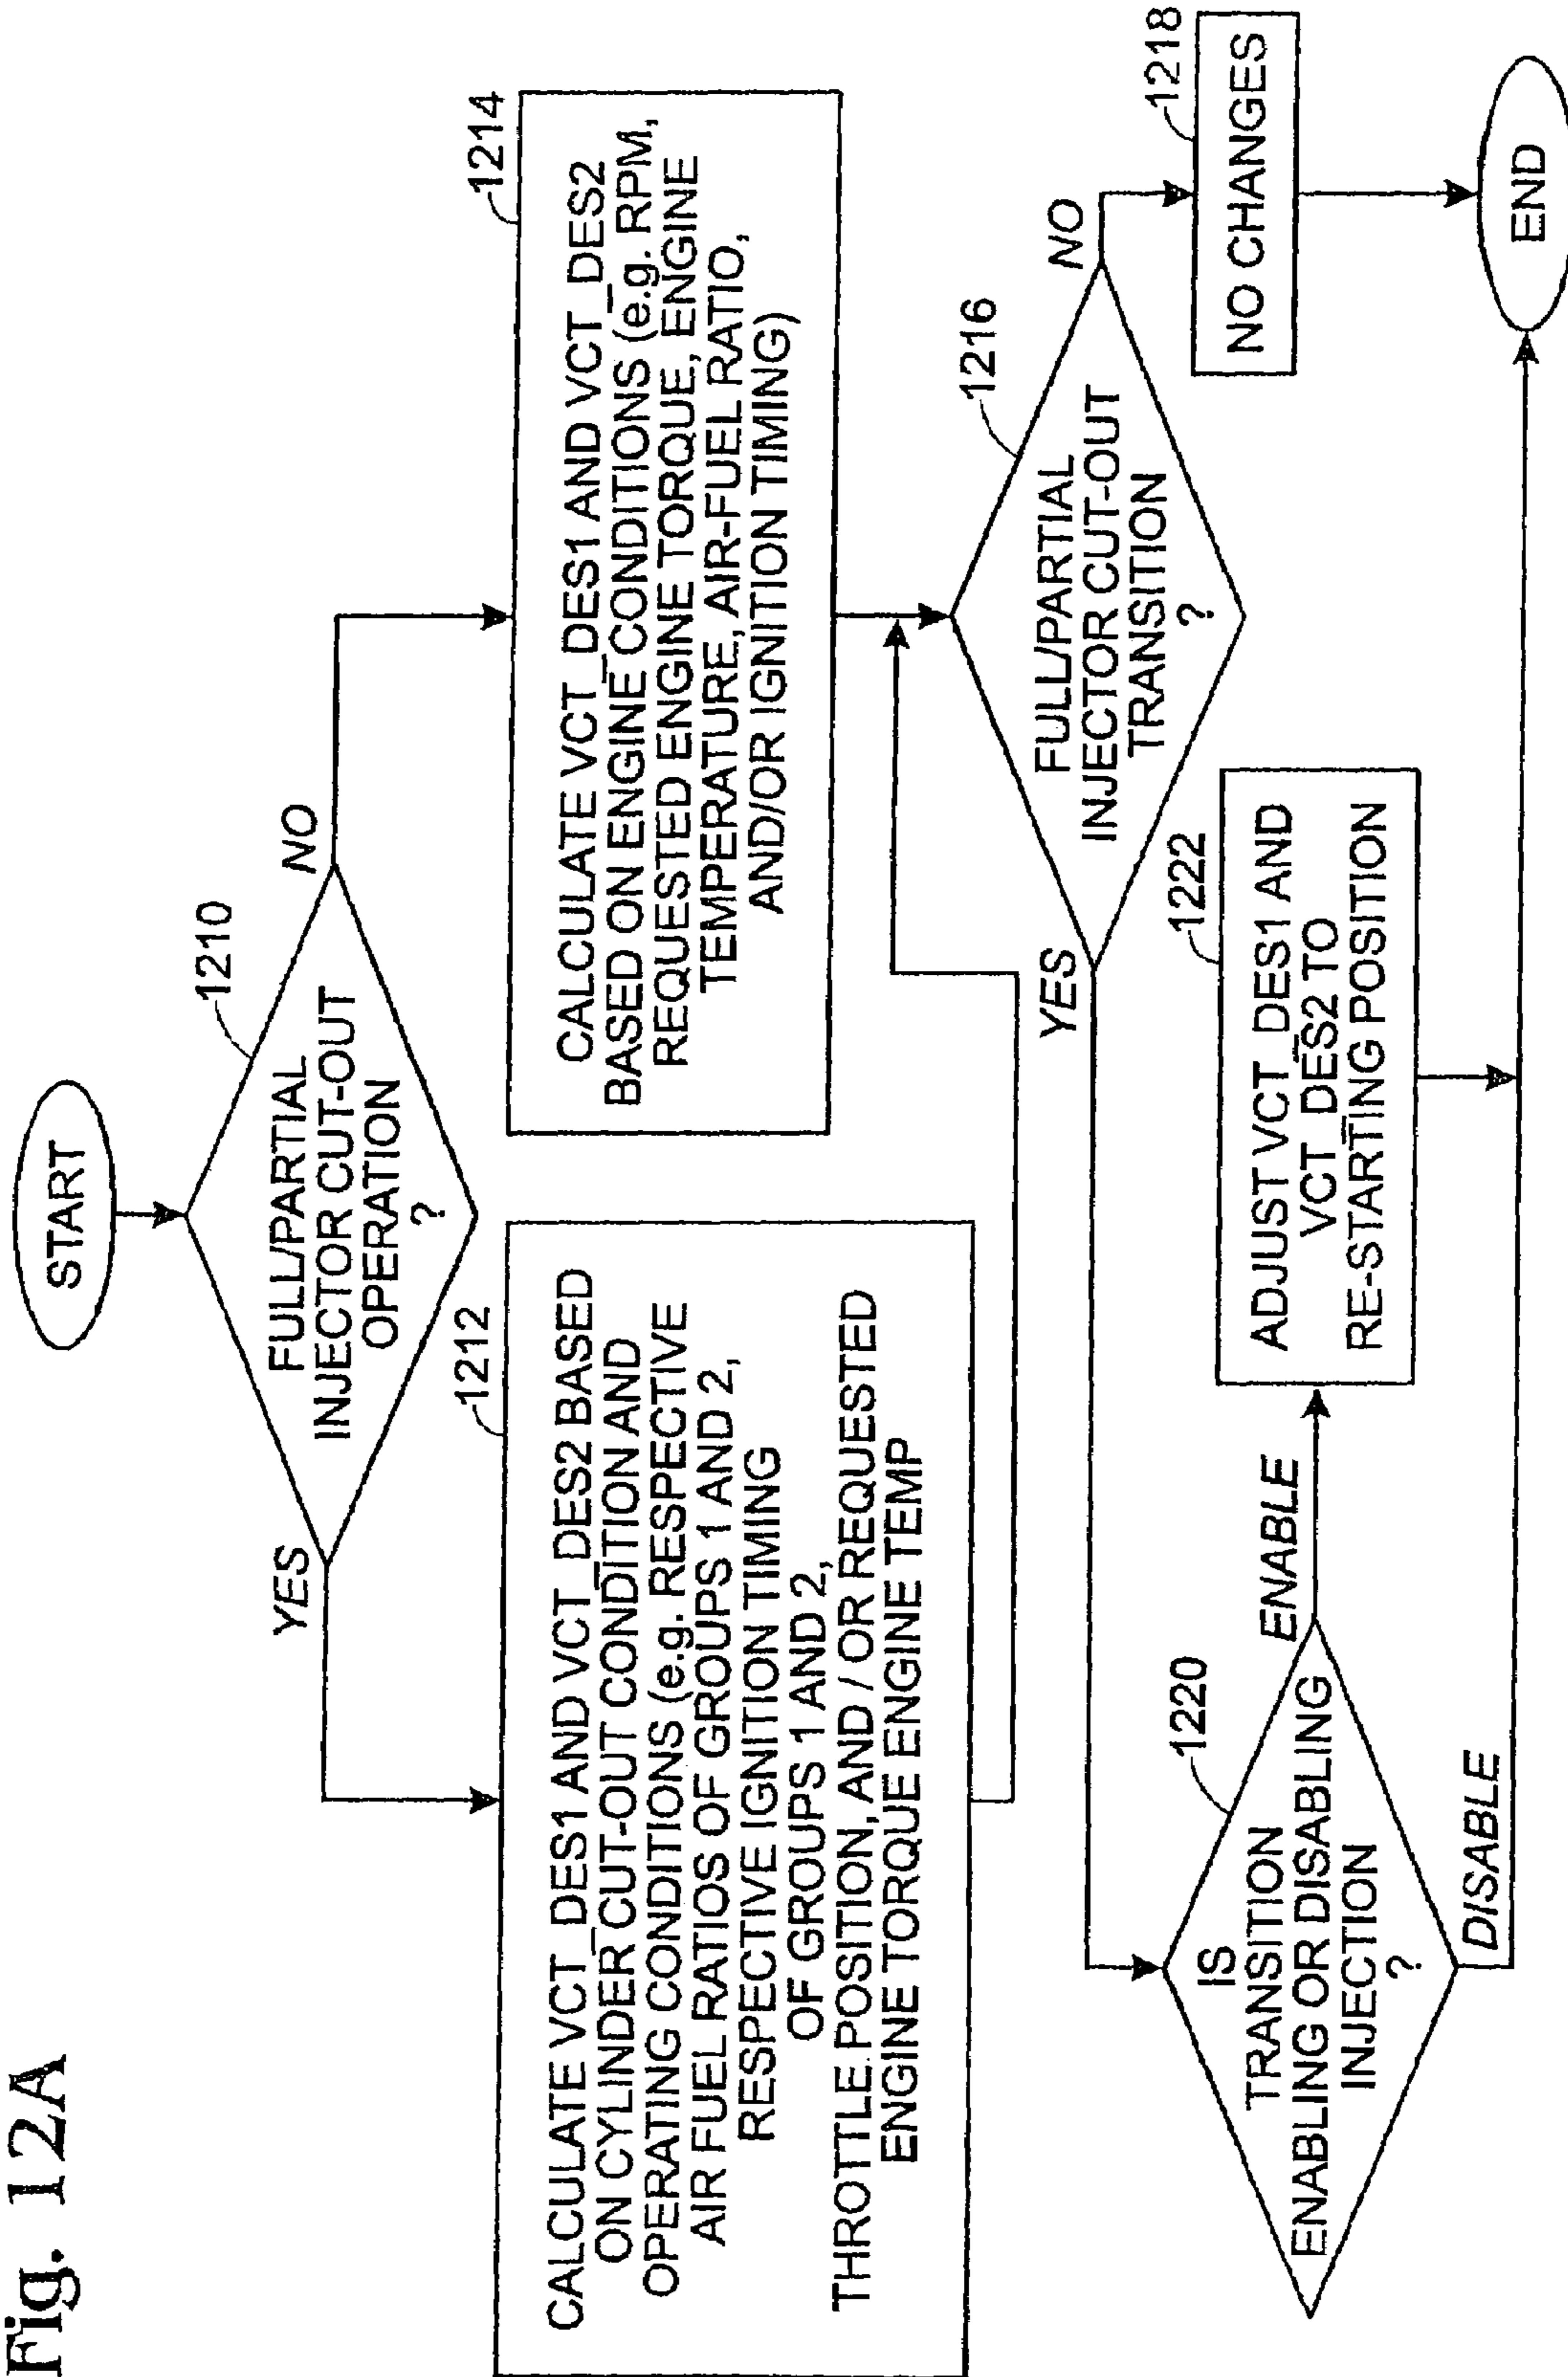 Fig. 12A
START
1210
FULL/PARTIAL
INJECTOR CUT-OUT
OPERATION
?
YES
NO
1212
CALCULATE VCT_DES1 AND VCT_DES2 BASED
ON CYLINDER CUT-OUT CONDITION AND
OPERATING CONDITIONS (e.g. RESPECTIVE
AIR FUEL RATIOS OF GROUPS 1 AND 2,
RESPECTIVE IGNITION TIMING
OF GROUPS 1 AND 2,
THROTTLE POSITION, AND / OR REQUESTED
ENGINE TORQUE ENGINE TEMP
1214
CALCULATE VCT_DES1 AND VCT_DES2
BASED ON ENGINE CONDITIONS (e.g. RPM,
REQUESTED ENGINE TORQUE, ENGINE
TEMPERATURE, AIR-FUEL RATIO,
AND/OR IGNITION TIMING)
1216
FULL/PARTIAL
INJECTOR CUT-OUT
TRANSITION
?
YES
NO
1218
NO CHANGES
1220
IS
TRANSITION
ENABLING OR DISABLING
INJECTION
?
ENABLE
DISABLE
1222
ADJUST VCT_DES1 AND
VCT_DES2 TO
RE-STARTING POSITION
END